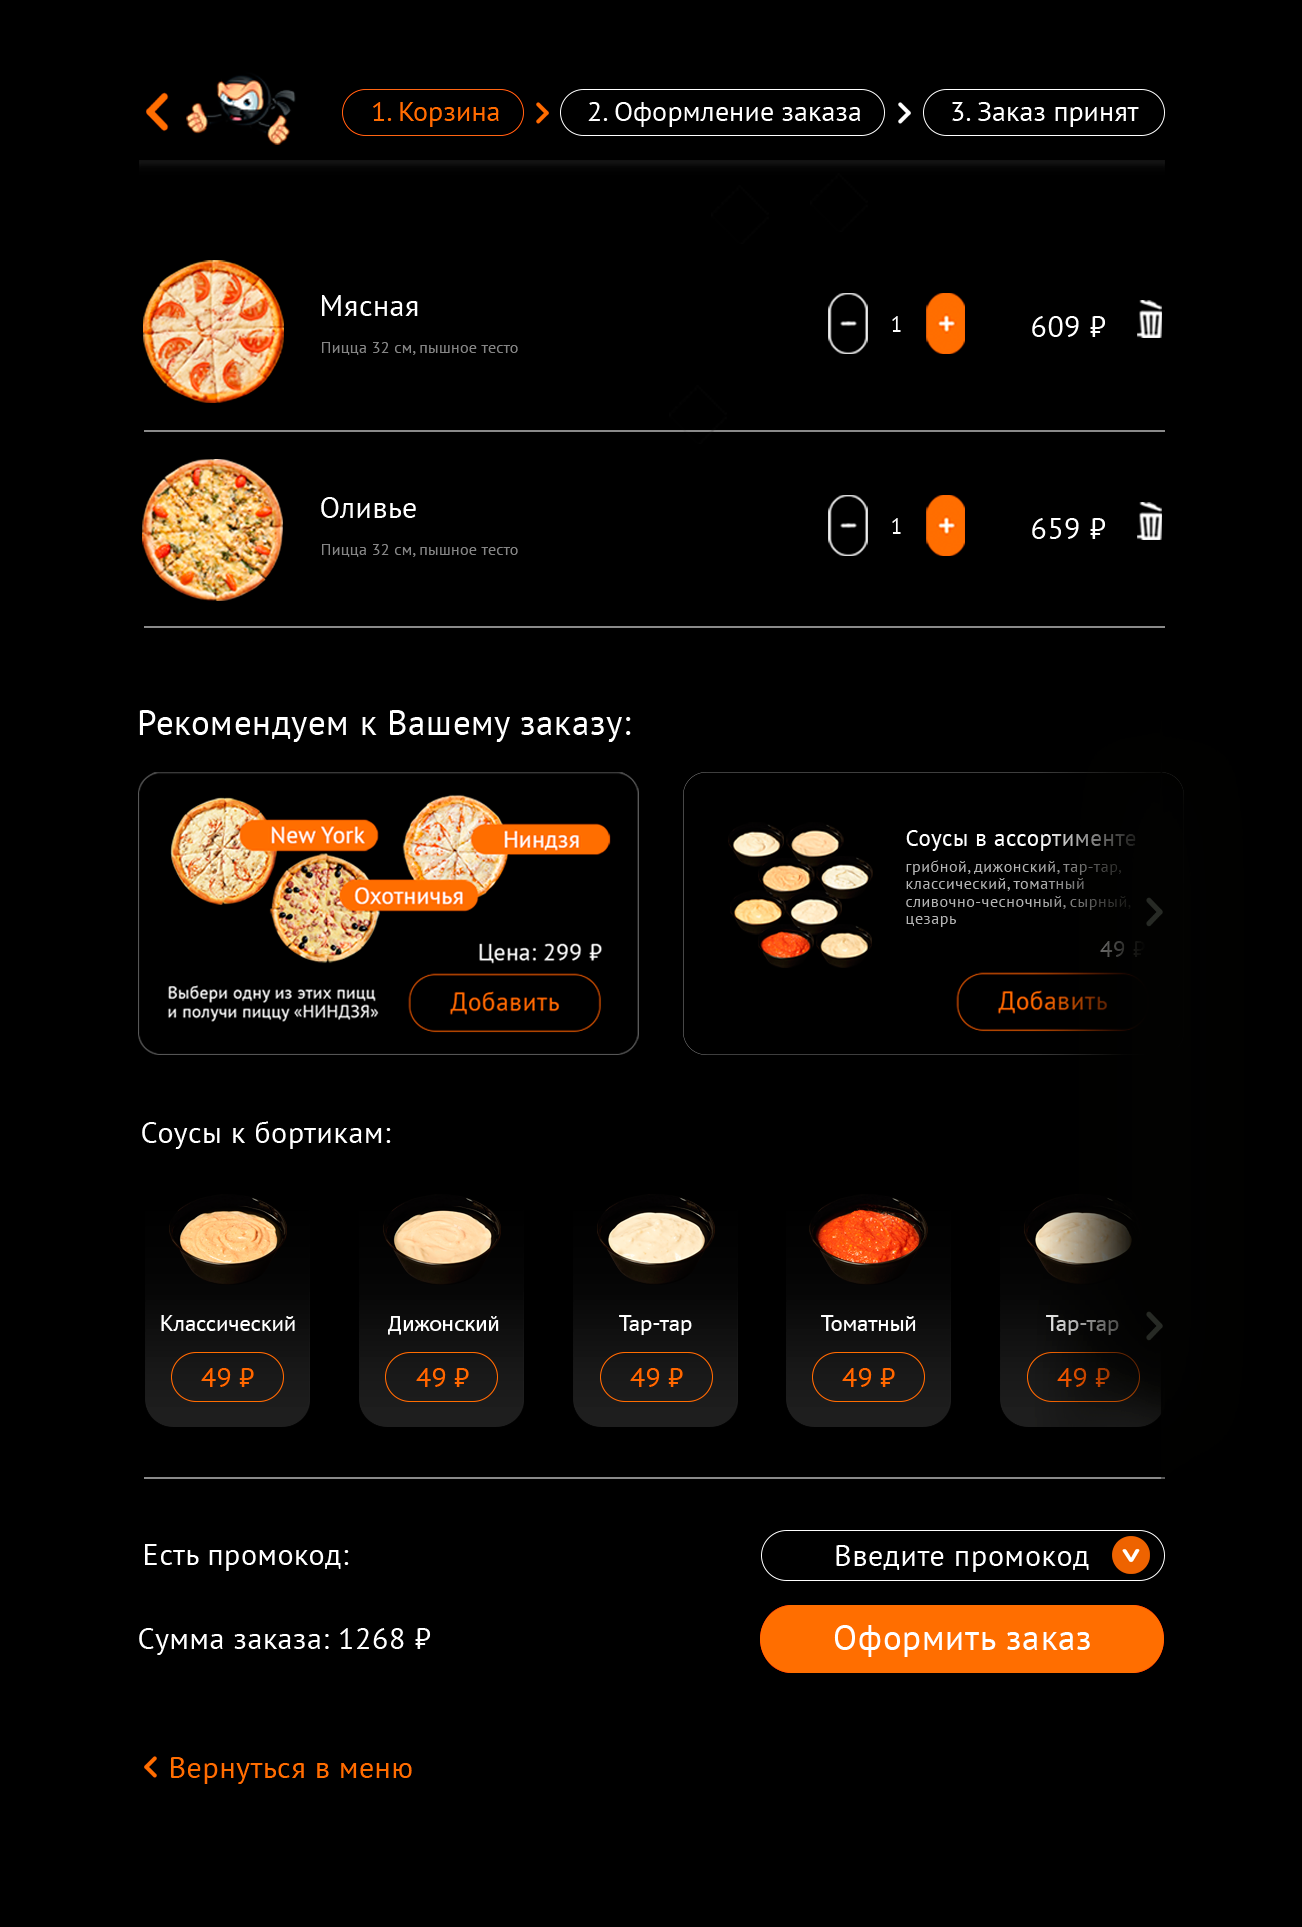 1. Корзина
2. Оформление заказа
3. Заказ принят
Мясная
Пицца 32 см, пышное тесто
1
609 ₽
Оливье
Пицца 32 см, пышное тесто
1
659 ₽
Рекомендуем к Вашему заказу:
New York
Ниндзя
Охотничья
Цена: 299 ₽
Выбери одну из этих пицц
и получи пиццу «НИНДЗЯ»
Добавить
Соусы в ассортименте
грибной, дижонский, тар-тар,
классический, томатный
сливочно-чесночный, сырный,
цезарь
49 ₽
Добавить
Соусы к бортикам:
Классический
49 ₽
Дижонский
49 ₽
Тар-тар
49 ₽
Томатный
49 ₽
Тар-тар
49 ₽
Есть промокод:
Введите промокод
Сумма заказа: 1268 ₽
Оформить заказ
Вернуться в меню